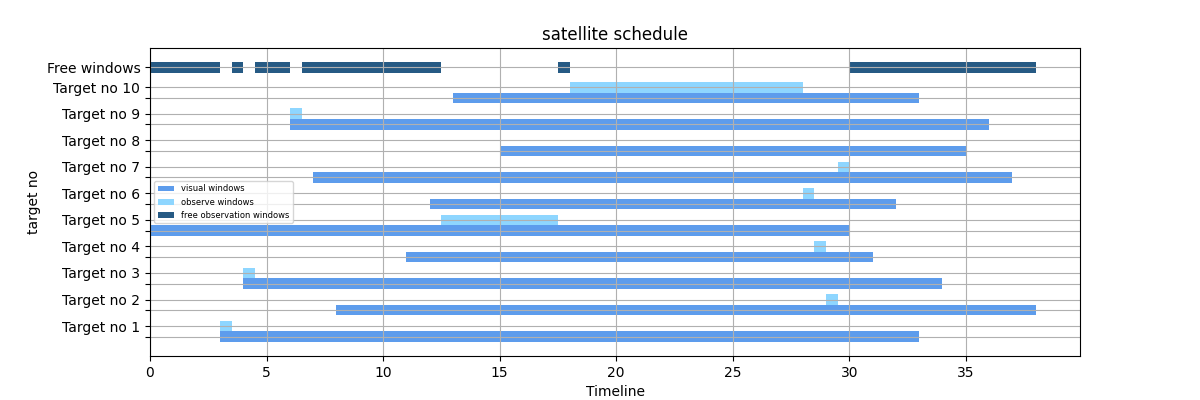 satellite schedule
Free windows
Target no 10
Target no 9
Target no 8
Target no 7
Target no 6
Target no 5
Target no 4
Target no 3
Target no 2
Target no 1
target no
visual windows
observe windows
free observation windows
0 5 10 15 20 25 30 35
Timeline